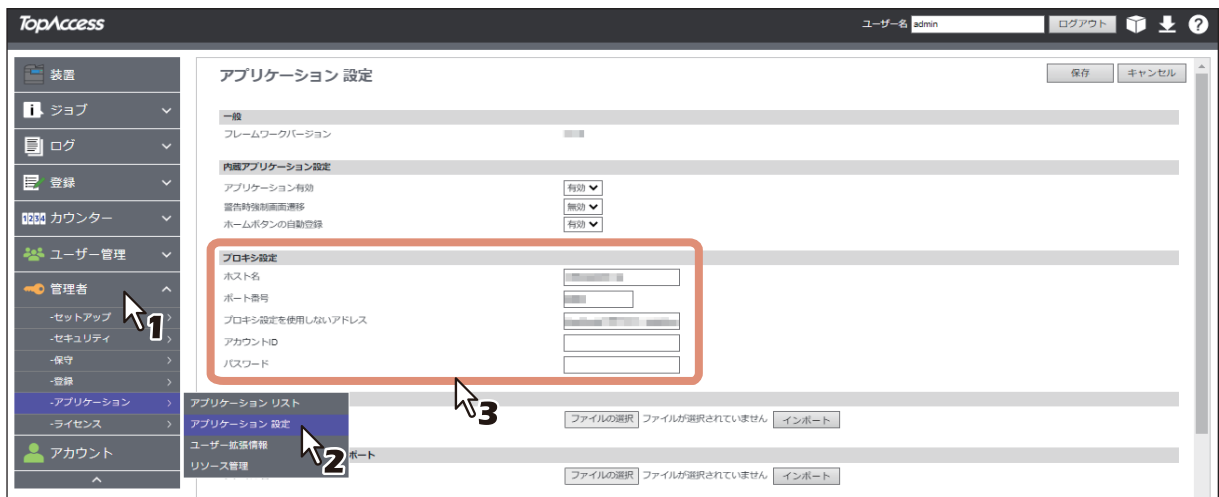 TopAccess
ユーザー名 admin ログアウト ?
装置
ジョブ
ログ
登録
1234 カウンター
ユーザー管理
管理者
-セットアップ
-セキュリティ
-保守
-登録
-アプリケーション
-ライセンス
アカウント
1
アプリケーション リスト
アプリケーション 設定
ユーザー拡張情報
リソース管理
2
アプリケーション 設定
保存 キャンセル
一般
フレームワークバージョン
内蔵アプリケーション設定
アプリケーション有効 有効
警告時強制画面遷移 無効
ホームボタンの自動登録 有効
プロキシ設定
ホスト名
ポート番号
プロキシ設定を使用しないアドレス
アカウントID
パスワード
3
ファイルの選択 ファイルが選択されていません インポート
ポート
ファイルの選択 ファイルが選択されていません インポート